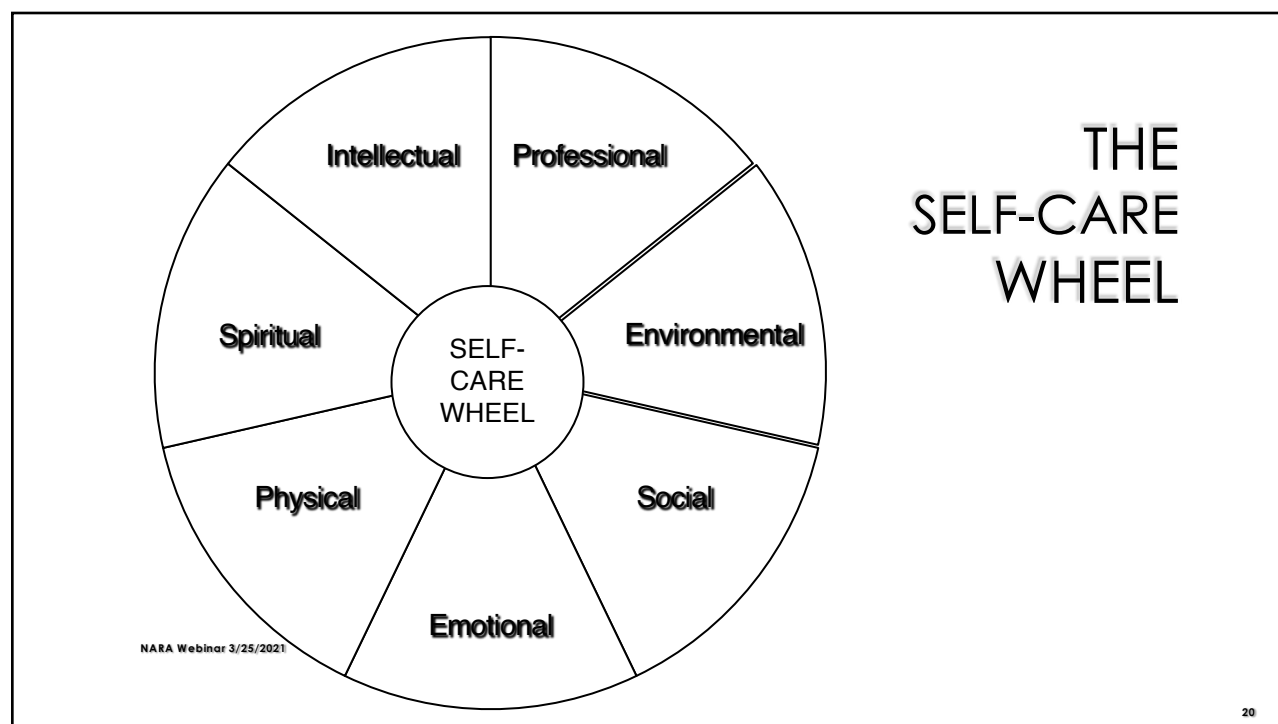 THE
SELF-CARE
WHEEL
Intellectual
Professional
Spiritual
Environmental
SELF-
CARE
WHEEL
Physical
Social
Emotional
NARA Webinar 3/25/2021
20